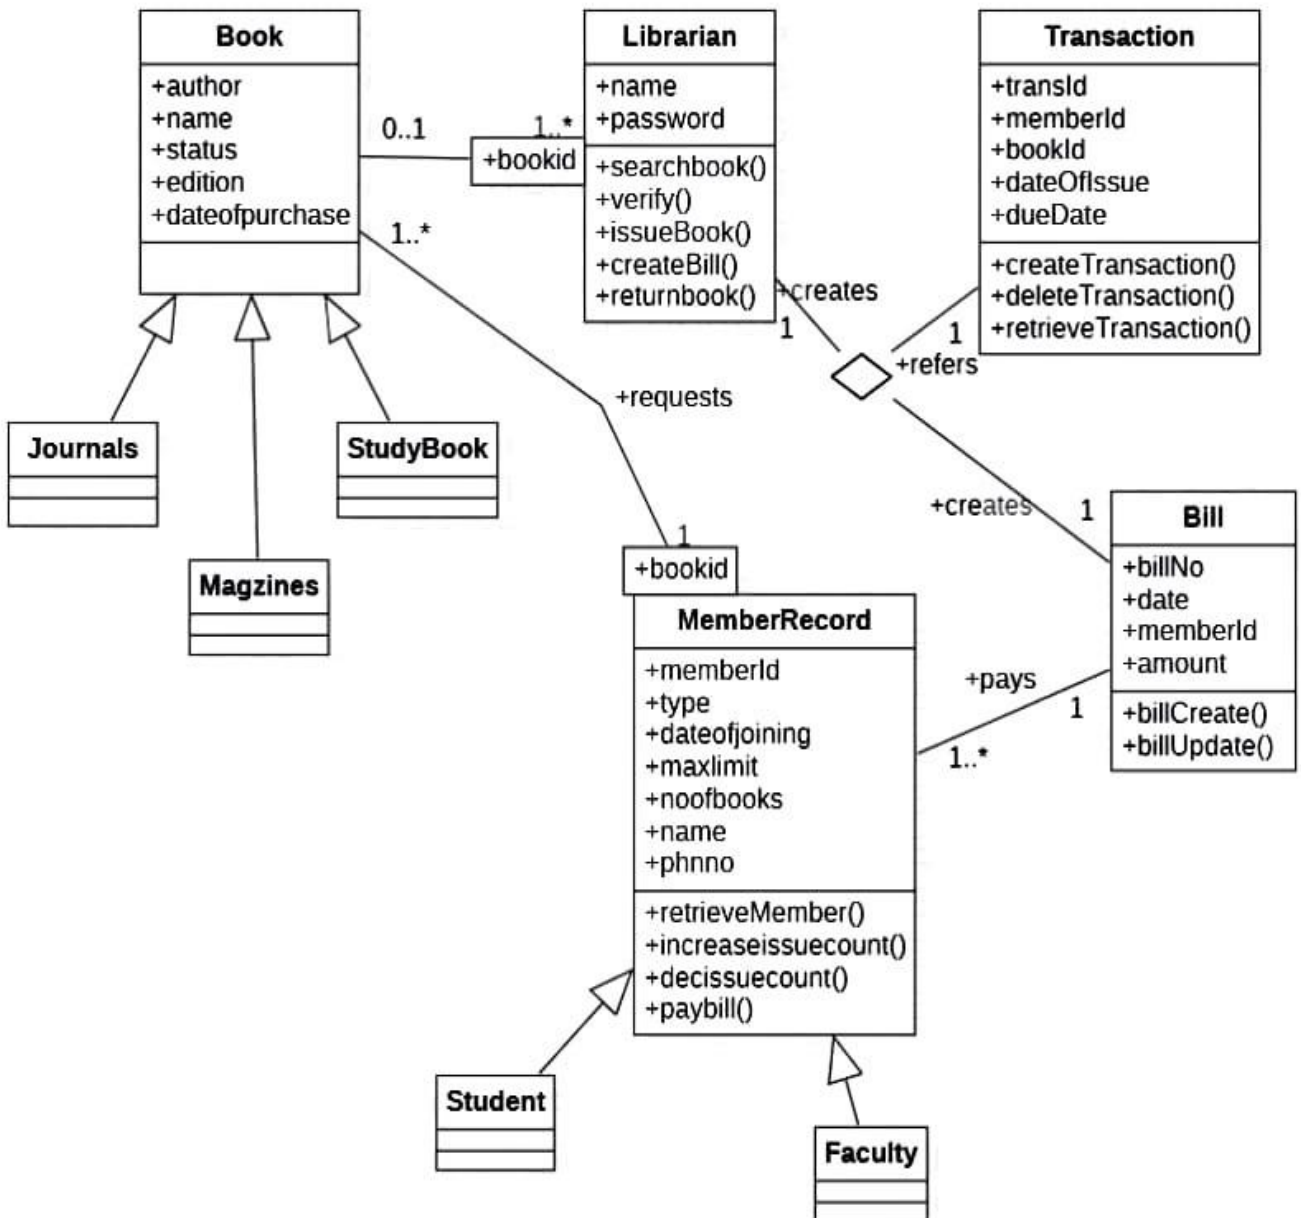 Book
+author
+name
+status
+edition
+dateofpurchase
0..1
1..*
+bookid
Librarian
+name
+password
+searchbook()
+verify()
+issueBook()
+createBill()
+returnbook()
Transaction
+transId
+memberId
+bookId
+dateOfIssue
+dueDate
+createTransaction()
+deleteTransaction()
+retrieveTransaction()
1..*
+creates
1
1
+refers
+requests
Journals
StudyBook
Magzines
+creates
1
1
+bookid
Bill
+billNo
+date
+memberId
+amount
+billCreate()
+billUpdate()
MemberRecord
+memberId
+type
+dateofjoining
+maxlimit
+noofbooks
+name
+phnno
+retrieveMember()
+increaseissuecount()
+decissuecount()
+paybill()
+pays
1
1..*
Student
Faculty